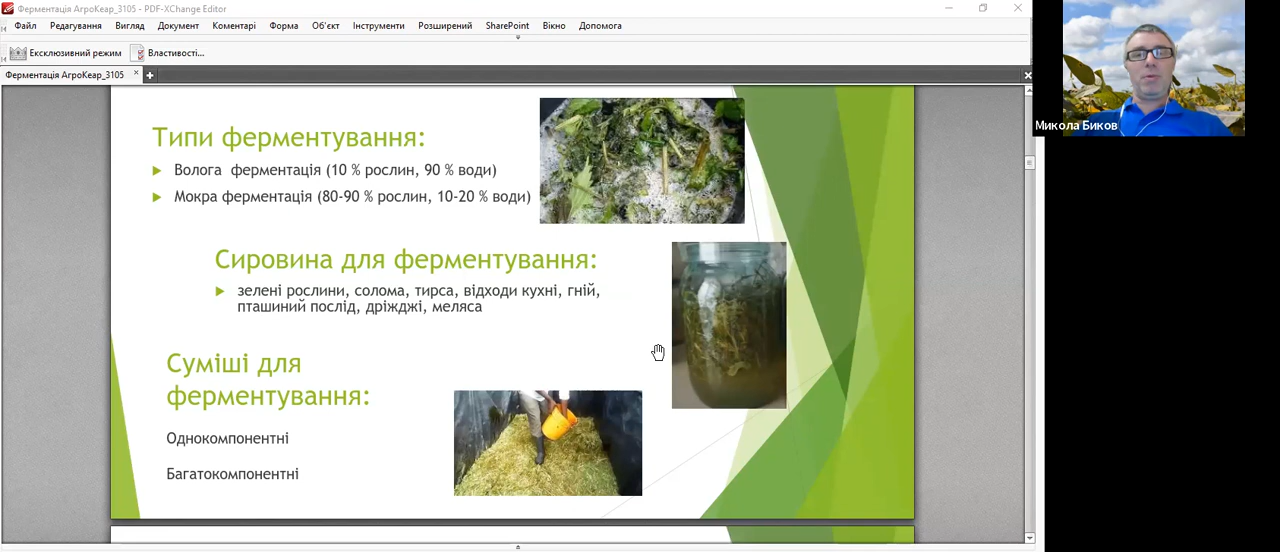 Ферментація АгроКеар_3105 - PDF-XChange Editor
Файл Редагування Вигляд Документ Коментарі Форма Об'єкт Інструменти Розширений SharePoint Вікно Допомога
Ексклюзивний режим Властивості...
Ферментація АгроКеар_3105
Типи ферментування:
Волога ферментація (10 % рослин, 90 % води)
Мокра ферментація (80-90 % рослин, 10-20 % води)
Сировина для ферментування:
зелені рослини, солома, тирса, відходи кухні, гній,
пташиний послід, дріжджі, меляса
Суміші для
ферментування:
Однокомпонентні
Багатокомпонентні
Микола Биков